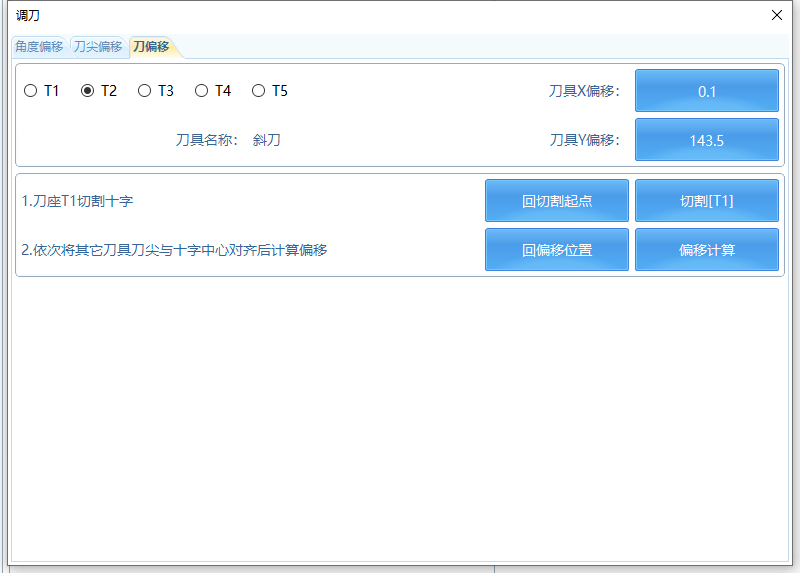 调刀
角度偏移 刀尖偏移 刀偏移
T1 T2 T3 T4 T5 刀具X偏移： 0.1
刀具名称： 斜刀 刀具Y偏移： 143.5
1.刀座T1切割十字 回切割起点 切割[T1]
2.依次将其它刀具刀尖与十字中心对齐后计算偏移 回偏移位置 偏移计算